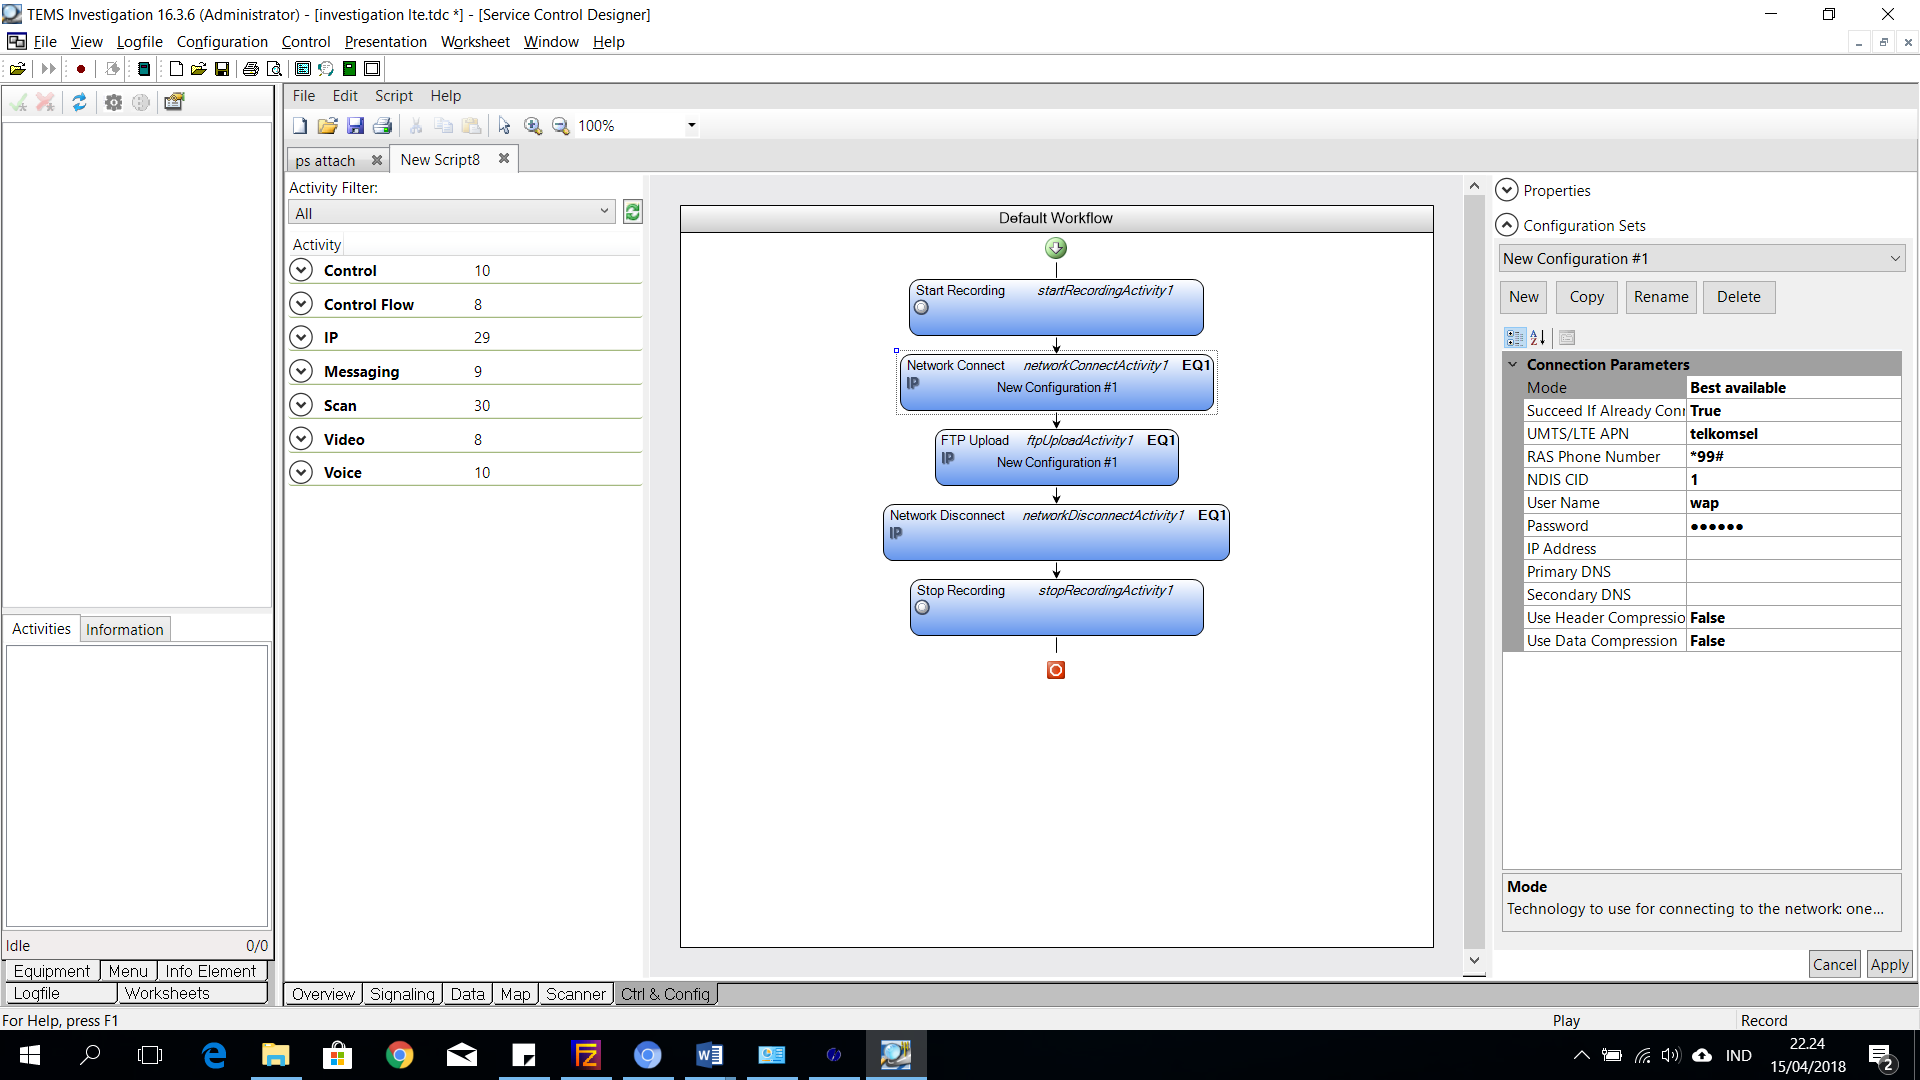 TEMS Investigation 16.3.6 (Administrator) - [investigation lte.tdc *] - [Service Control Designer]
File View Logfile Configuration Control Presentation Worksheet Window Help
File Edit Script Help
100%
ps attach
New Script8
Activity Filter:
All
Activity
Control 10
Control Flow 8
IP 29
Messaging 9
Scan 30
Video 8
Voice 10
Default Workflow
Start Recording startRecordingActivity1
Network Connect networkConnectActivity1 EQ1
IP New Configuration #1
FTP Upload ftpUploadActivity1 EQ1
IP New Configuration #1
Network Disconnect networkDisconnectActivity1 EQ1
IP
Stop Recording stopRecordingActivity1
Properties
Configuration Sets
New Configuration #1
New Copy Rename Delete
Connection Parameters
Mode Best available
Succeed If Already Conr True
UMTS/LTE APN telkomsel
RAS Phone Number *99#
NDIS CID 1
User Name wap
Password ●●●●●●
IP Address
Primary DNS
Secondary DNS
Use Header Compressio False
Use Data Compression False
Mode
Technology to use for connecting to the network: one...
Cancel Apply
Activities Information
Idle 0/0
Equipment Menu Info Element
Logfile Worksheets
Overview Signaling Data Map Scanner Ctrl & Config
For Help, press F1
Play
Record
IND
22.24
15/04/2018
2